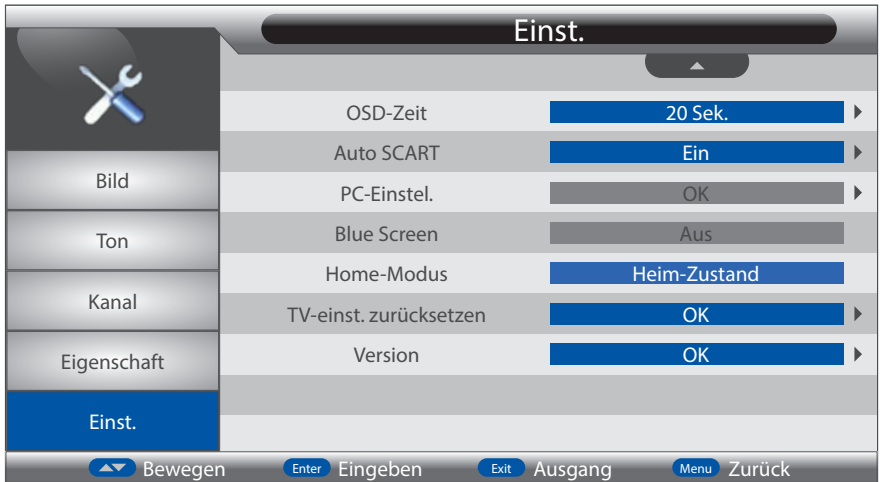 Einst.
OSD-Zeit 20 Sek.
Auto SCART Ein
PC-Einstel. OK
Blue Screen Aus
Home-Modus Heim-Zustand
TV-einst. zurücksetzen OK
Version OK
Bild
Ton
Kanal
Eigenschaft
Einst.
Bewegen Enter Eingeben Exit Ausgang Menu Zurück